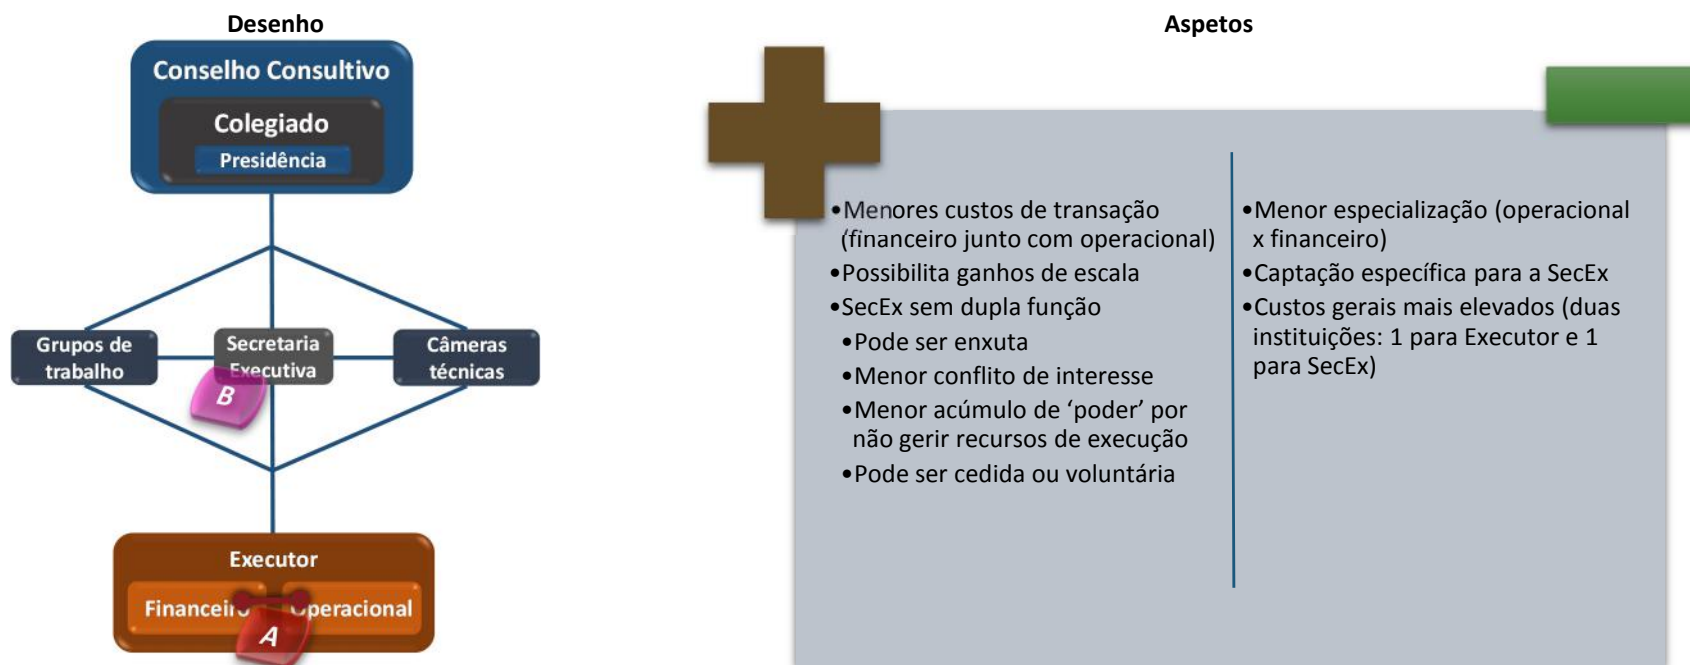 Desenho
Conselho Consultivo
Colegiado
Presidência
Grupos de
trabalho
Secretaria
Executiva
Câmeras
técnicas
B
Executor
Financeiro
Operacional
A
Aspetos
•Menores custos de transação
(financeiro junto com operacional)
•Possibilita ganhos de escala
•SecEx sem dupla função
•Pode ser enxuta
•Menor conflito de interesse
•Menor acúmulo de ‘poder’ por
não gerir recursos de execução
•Pode ser cedida ou voluntária
•Menor especialização (operacional
x financeiro)
•Captação específica para a SecEx
•Custos gerais mais elevados (duas
instituições: 1 para Executor e 1
para SecEx)